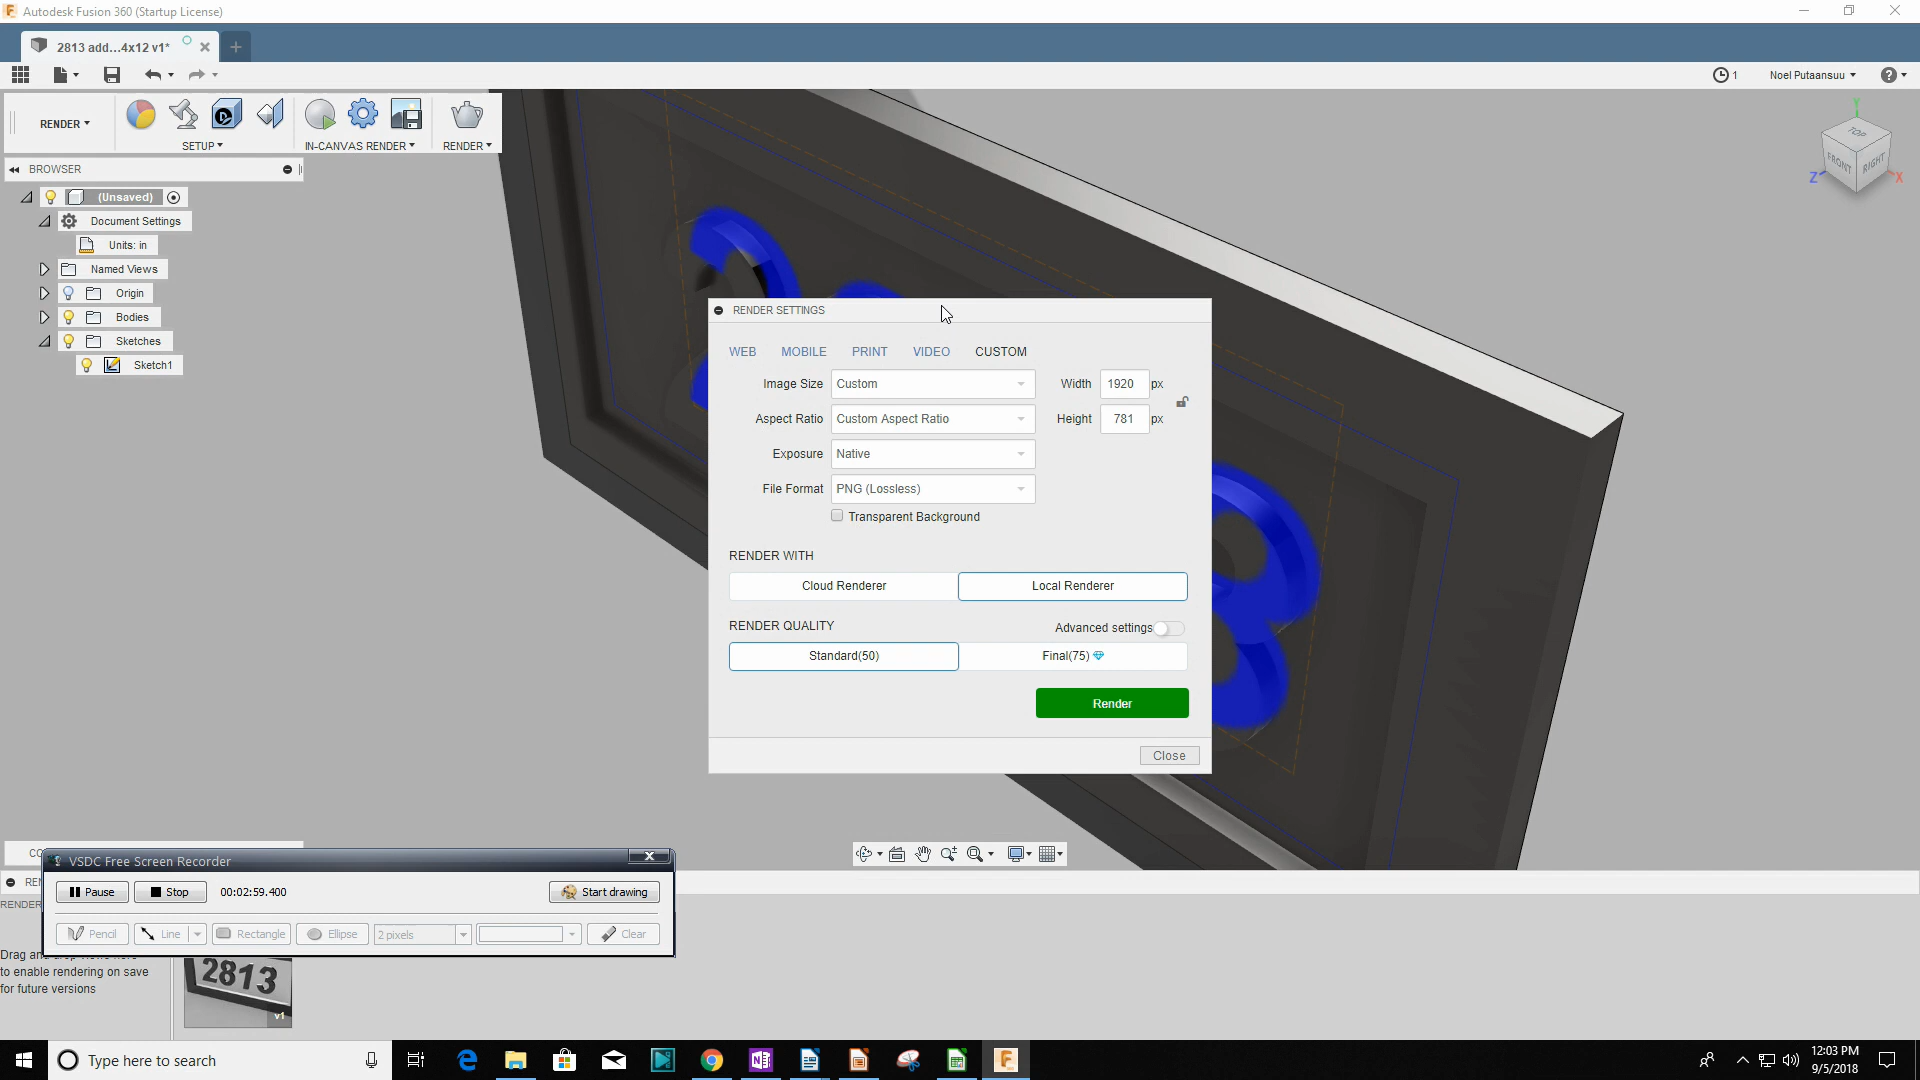 Autodesk Fusion 360 (Startup License)
2813 add...4x12 v1*
1
Noel Putaansuu
RENDER
SETUP
IN-CANVAS RENDER
RENDER
BROWSER
(Unsaved)
Document Settings
Units: in
Named Views
Origin
Bodies
Sketches
Sketch1
TOP
FRONT
RIGHT
Y
Z
X
RENDER SETTINGS
WEB MOBILE PRINT VIDEO CUSTOM
Image Size Custom Width 1920 px
Aspect Ratio Custom Aspect Ratio Height 781 px
Exposure Native
File Format PNG (Lossless)
Transparent Background
RENDER WITH
Cloud Renderer Local Renderer
RENDER QUALITY Advanced settings
Standard(50) Final(75)
Render
Close
VSDC Free Screen Recorder
Pause Stop 00:02:59.400 Start drawing
Pencil Line Rectangle Ellipse 2 pixels Clear
RENDER
to enable rendering on save
for future versions
2813
v1
Type here to search
12:03 PM
9/5/2018